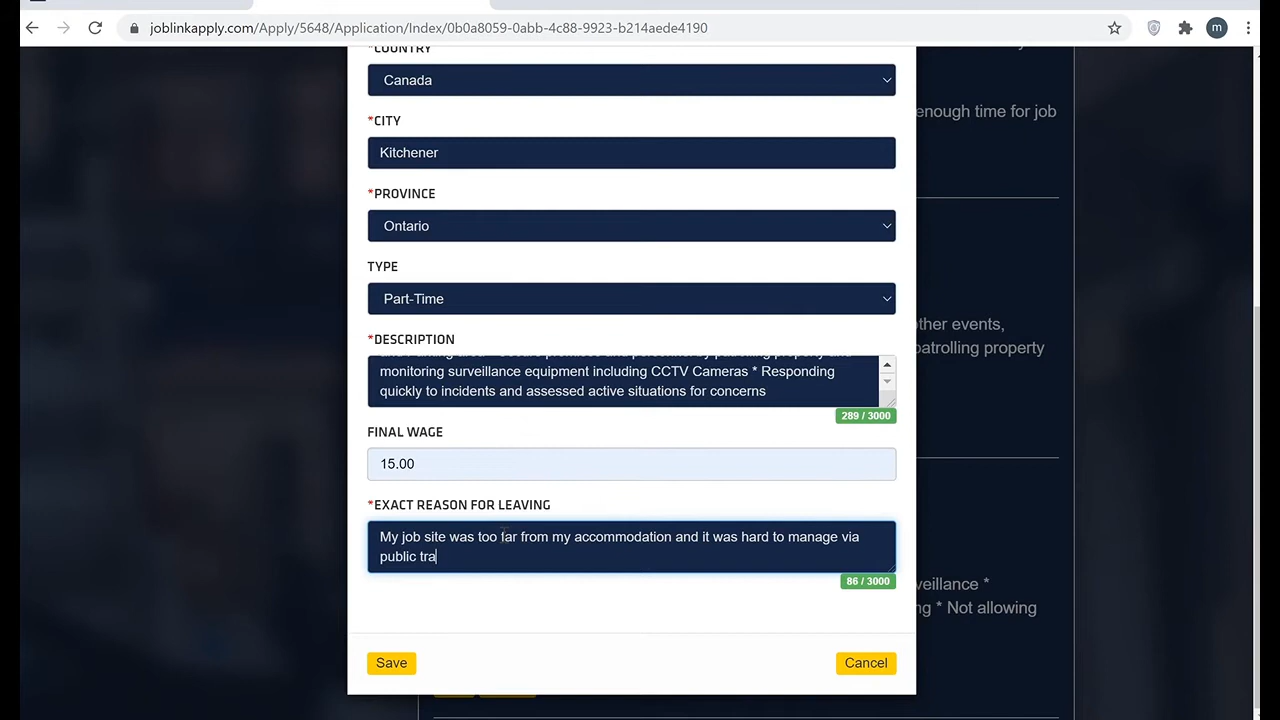 joblinkapply.com/Apply/5648/Application/Index/0b0a8059-0abb-4c88-9923-b214aede4190
m
*COUNTRY
Canada
enough time for job
*CITY
Kitchener
*PROVINCE
Ontario
TYPE
Part-Time
other events,
patrolling property
*DESCRIPTION
monitoring surveillance equipment including CCTV Cameras * Responding
quickly to incidents and assessed active situations for concerns
289 / 3000
FINAL WAGE
15.00
*EXACT REASON FOR LEAVING
My job site was too far from my accommodation and it was hard to manage via
public tra
86 / 3000
veillance *
ng * Not allowing
Save
Cancel